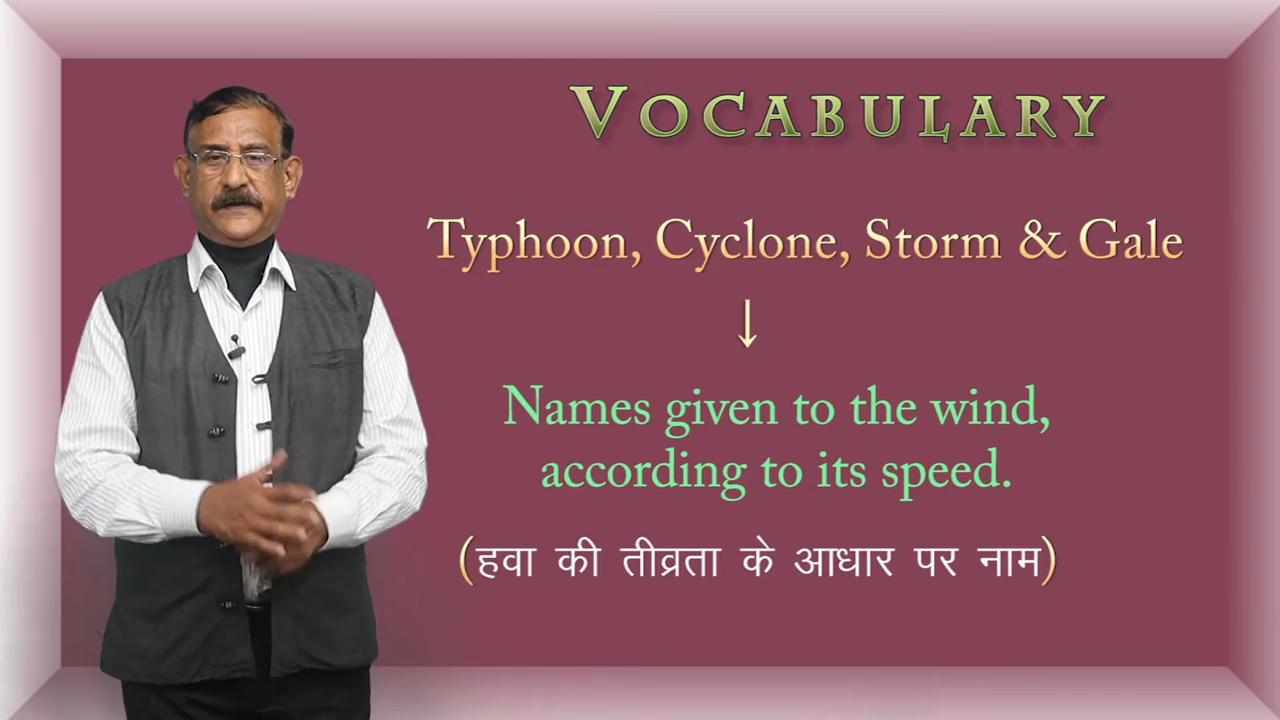 VOCABULARY
Typhoon, Cyclone, Storm & Gale
↓
Names given to the wind,
according to its speed.
(हवा की तीव्रता के आधार पर नाम)